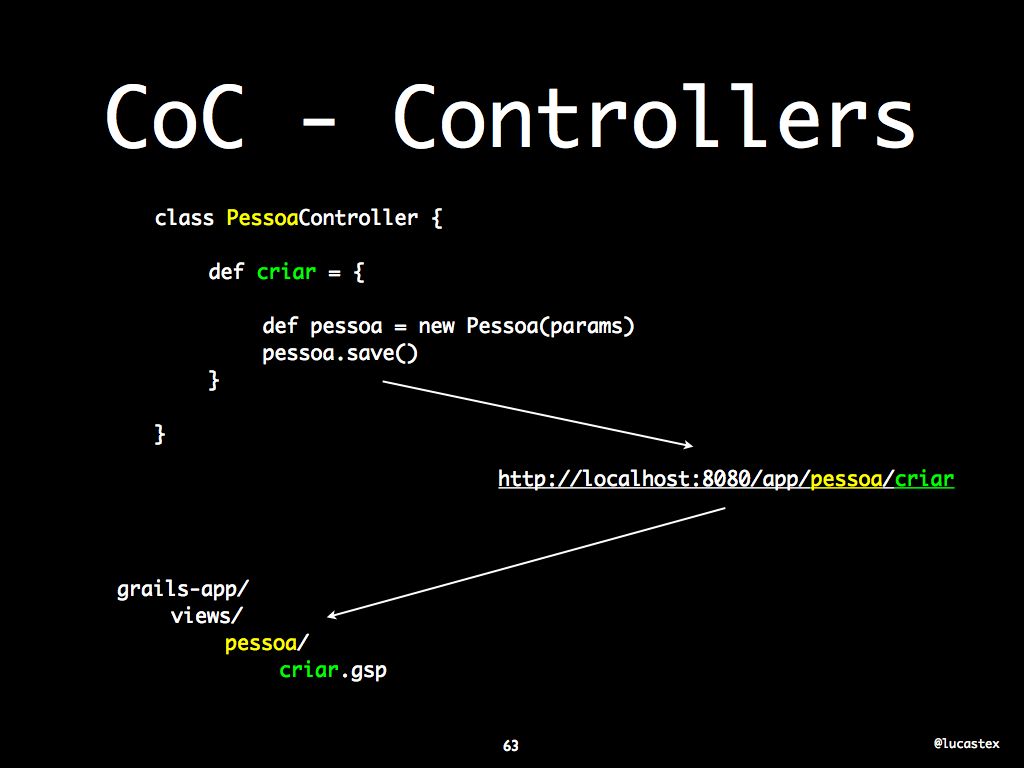 CoC - Controllers
class PessoaController {
def criar = {
def pessoa = new Pessoa(params)
pessoa.save()
}
}
http://localhost:8080/app/pessoa/criar
grails-app/
views/
pessoa/
criar.gsp
63
@lucastex